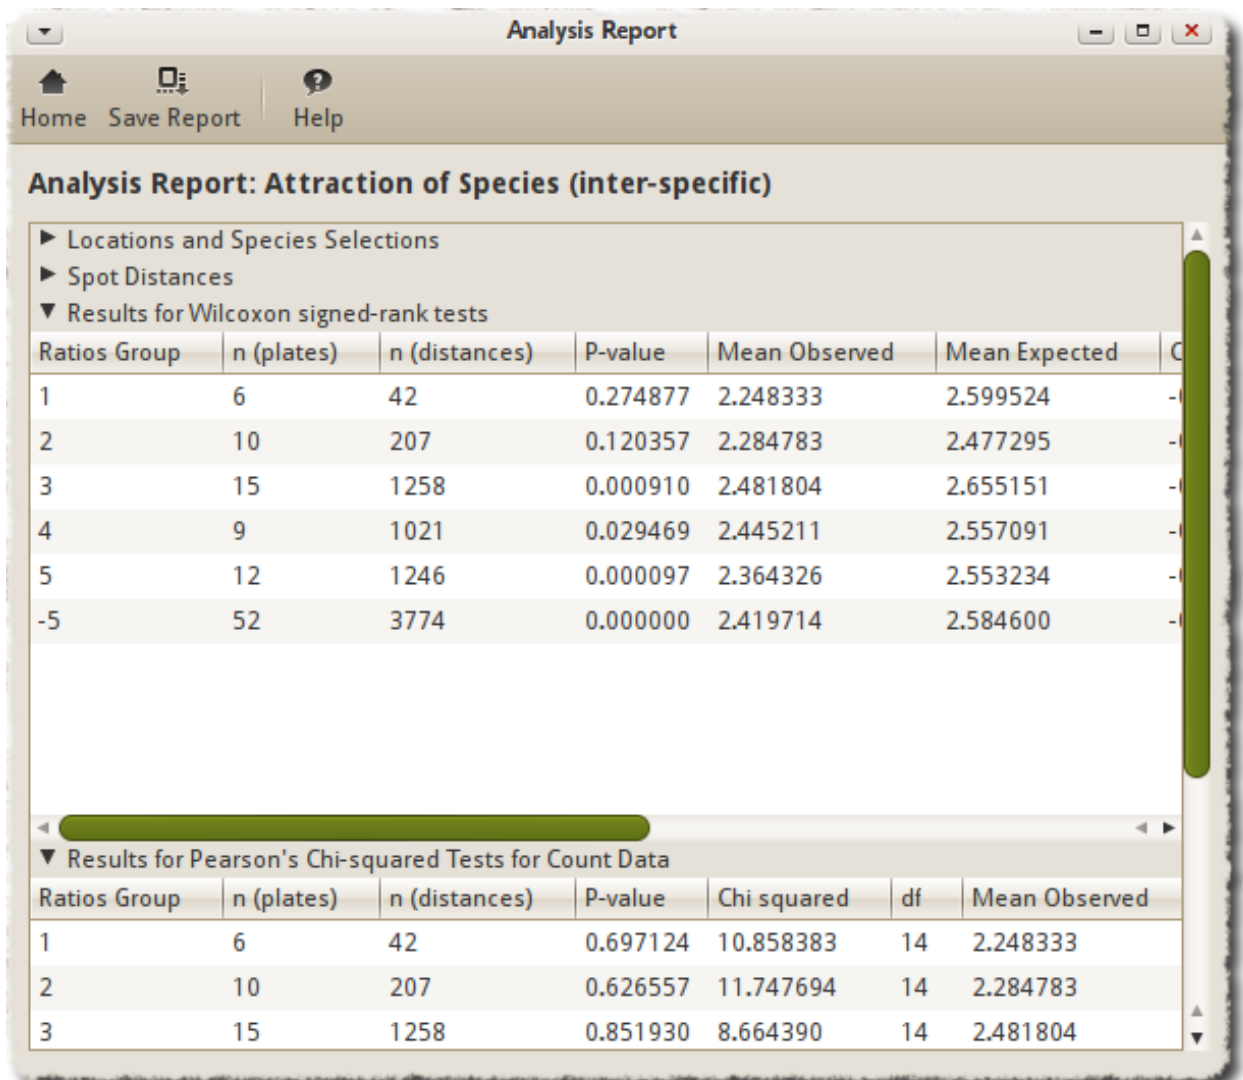 Analysis Report
Home Save Report Help
Analysis Report: Attraction of Species (inter-specific)
Locations and Species Selections
Spot Distances
Results for Wilcoxon signed-rank tests
Ratios Group n (plates) n (distances) P-value Mean Observed Mean Expected
1 6 42 0.274877 2.248333 2.599524
2 10 207 0.120357 2.284783 2.477295
3 15 1258 0.000910 2.481804 2.655151
4 9 1021 0.029469 2.445211 2.557091
5 12 1246 0.000097 2.364326 2.553234
-5 52 3774 0.000000 2.419714 2.584600
Results for Pearson's Chi-squared Tests for Count Data
Ratios Group n (plates) n (distances) P-value Chi squared df Mean Observed
1 6 42 0.697124 10.858383 14 2.248333
2 10 207 0.626557 11.747694 14 2.284783
3 15 1258 0.851930 8.664390 14 2.481804